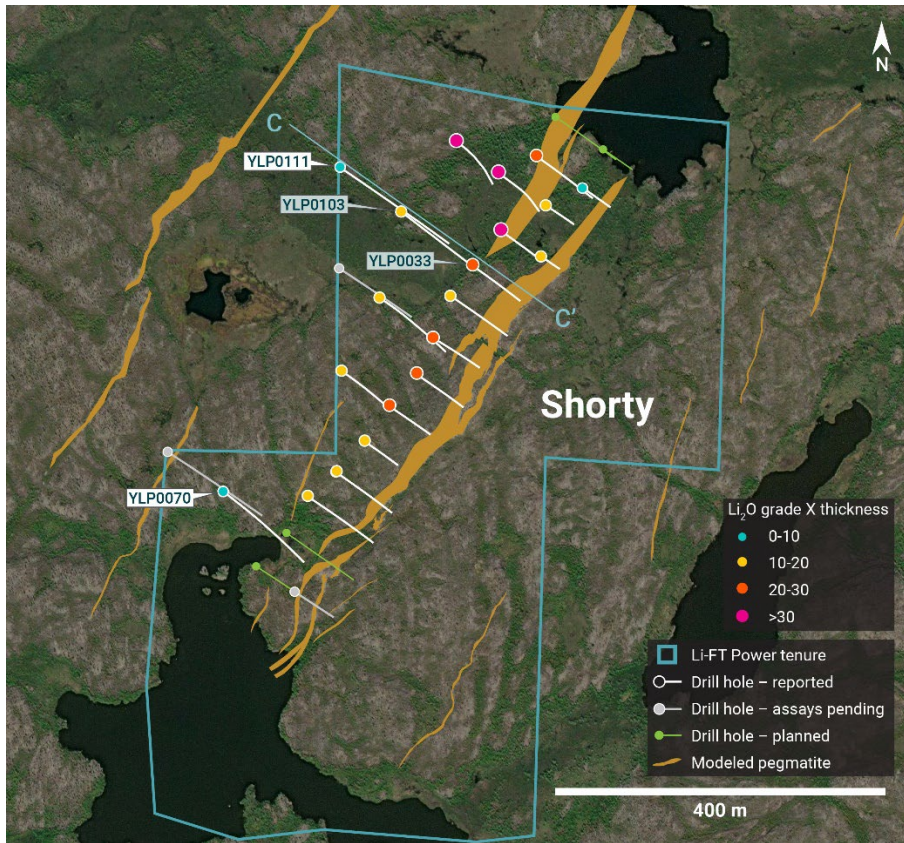 N
C
YLP0111
YLP0103
YLP0033
C'
Shorty
YLP0070
Li₂O grade X thickness
0-10
10-20
20-30
>30
Li-FT Power tenure
Drill hole – reported
Drill hole – assays pending
Drill hole – planned
Modeled pegmatite
400 m